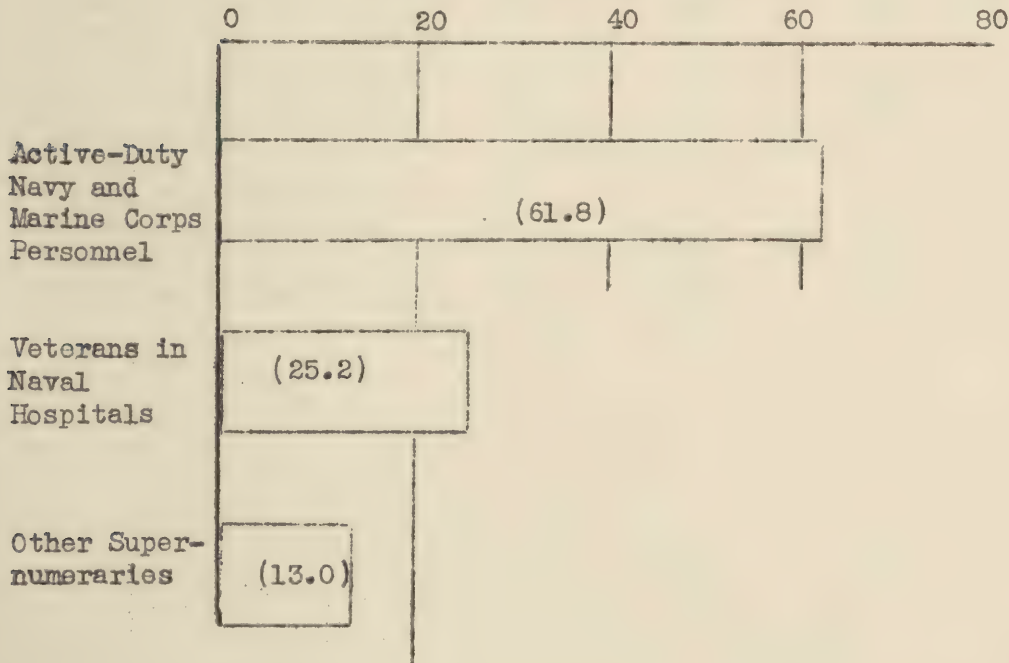 0 20 40 60 80
Active-Duty
Navy and
Marine Corps
Personnel
(61.8)
Veterans in
Naval
Hospitals
(25.2)
Other Super-
numeraries
(13.0)